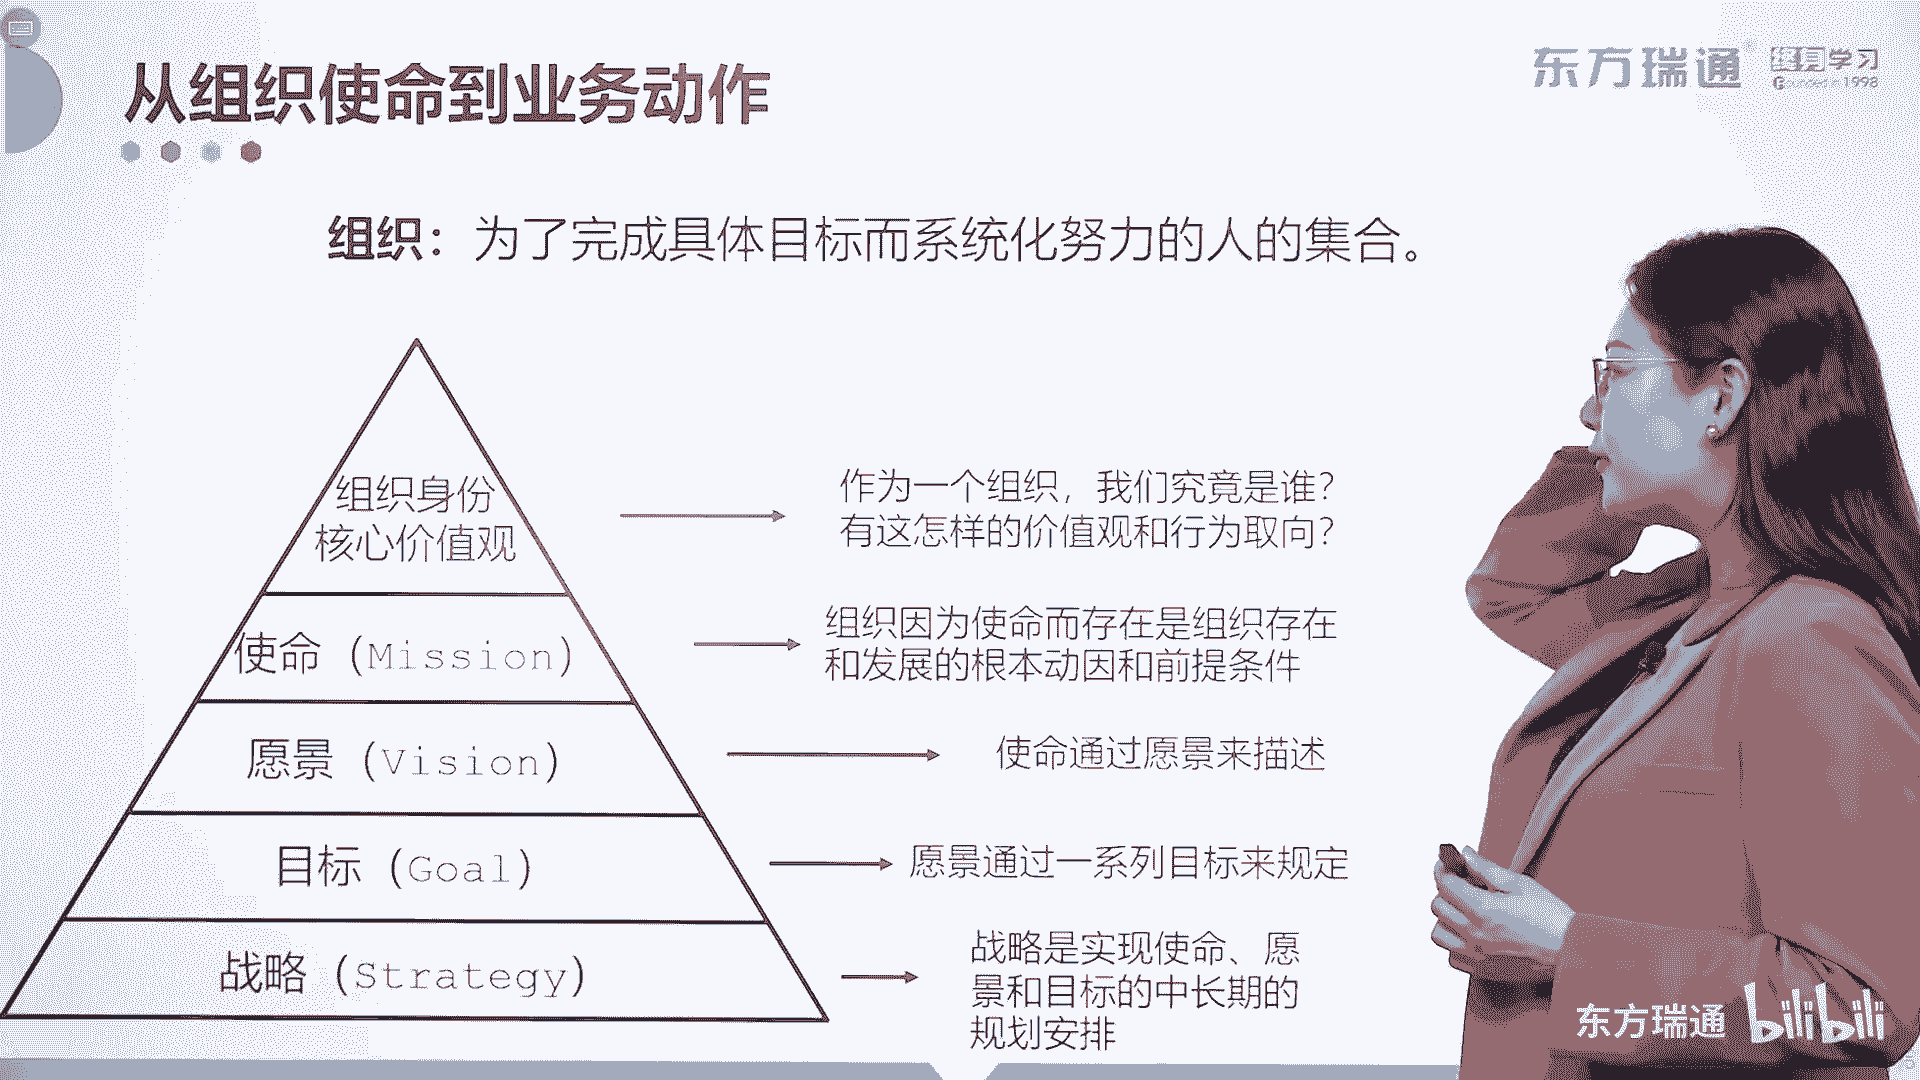 从组织使命到业务动作
东方瑞通
终身学习
Founded in 1998
组织：为了完成具体目标而系统化努力的人的集合。
组织身份
核心价值观
作为一个组织，我们究竟是谁？
有这怎样的价值观和行为取向？
使命（Mission）
组织因为使命而存在是组织存在
和发展的根本动因和前提条件
愿景（Vision）
使命通过愿景来描述
目标（Goal）
愿景通过一系列目标来规定
战略（Strategy）
战略是实现使命、愿
景和目标的中长期的
规划安排
东方瑞通 bilibili